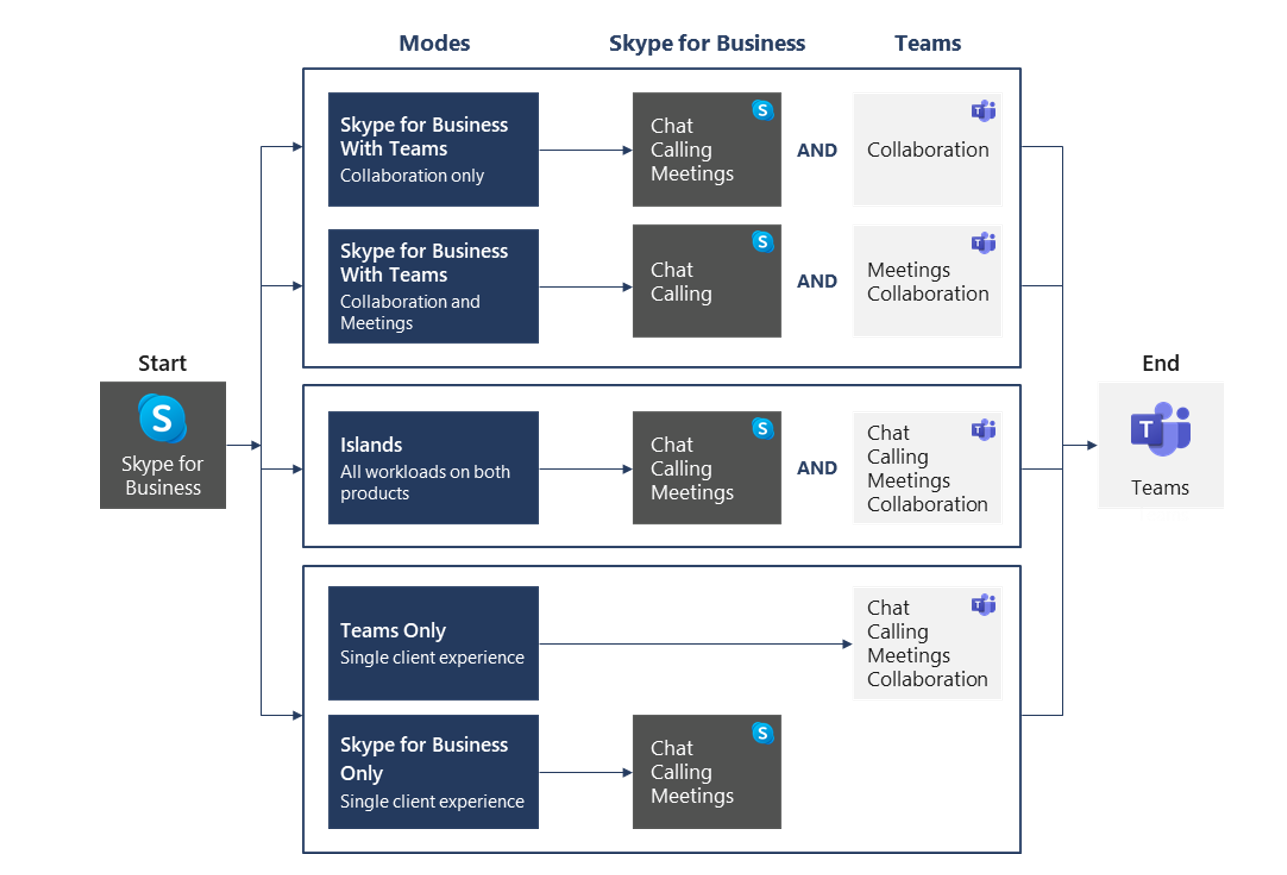 Modes
Skype for Business
Teams
Skype for Business
With Teams
Collaboration only
S
Chat
Calling
Meetings
AND
T
Collaboration
Skype for Business
With Teams
Collaboration and
Meetings
S
Chat
Calling
AND
T
Meetings
Collaboration
Start
S
Skype for
Business
Islands
All workloads on both
products
S
Chat
Calling
Meetings
AND
T
Chat
Calling
Meetings
Collaboration
End
T
Teams
Teams Only
Single client experience
T
Chat
Calling
Meetings
Collaboration
Skype for Business
Only
Single client experience
S
Chat
Calling
Meetings